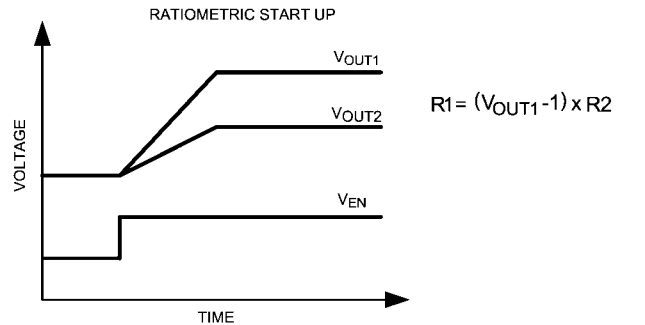 RATIOMETRIC START UP
VOUT1
R1 = (VOUT1 -1) x R2
VOUT2
VOLTAGE
VEN
TIME